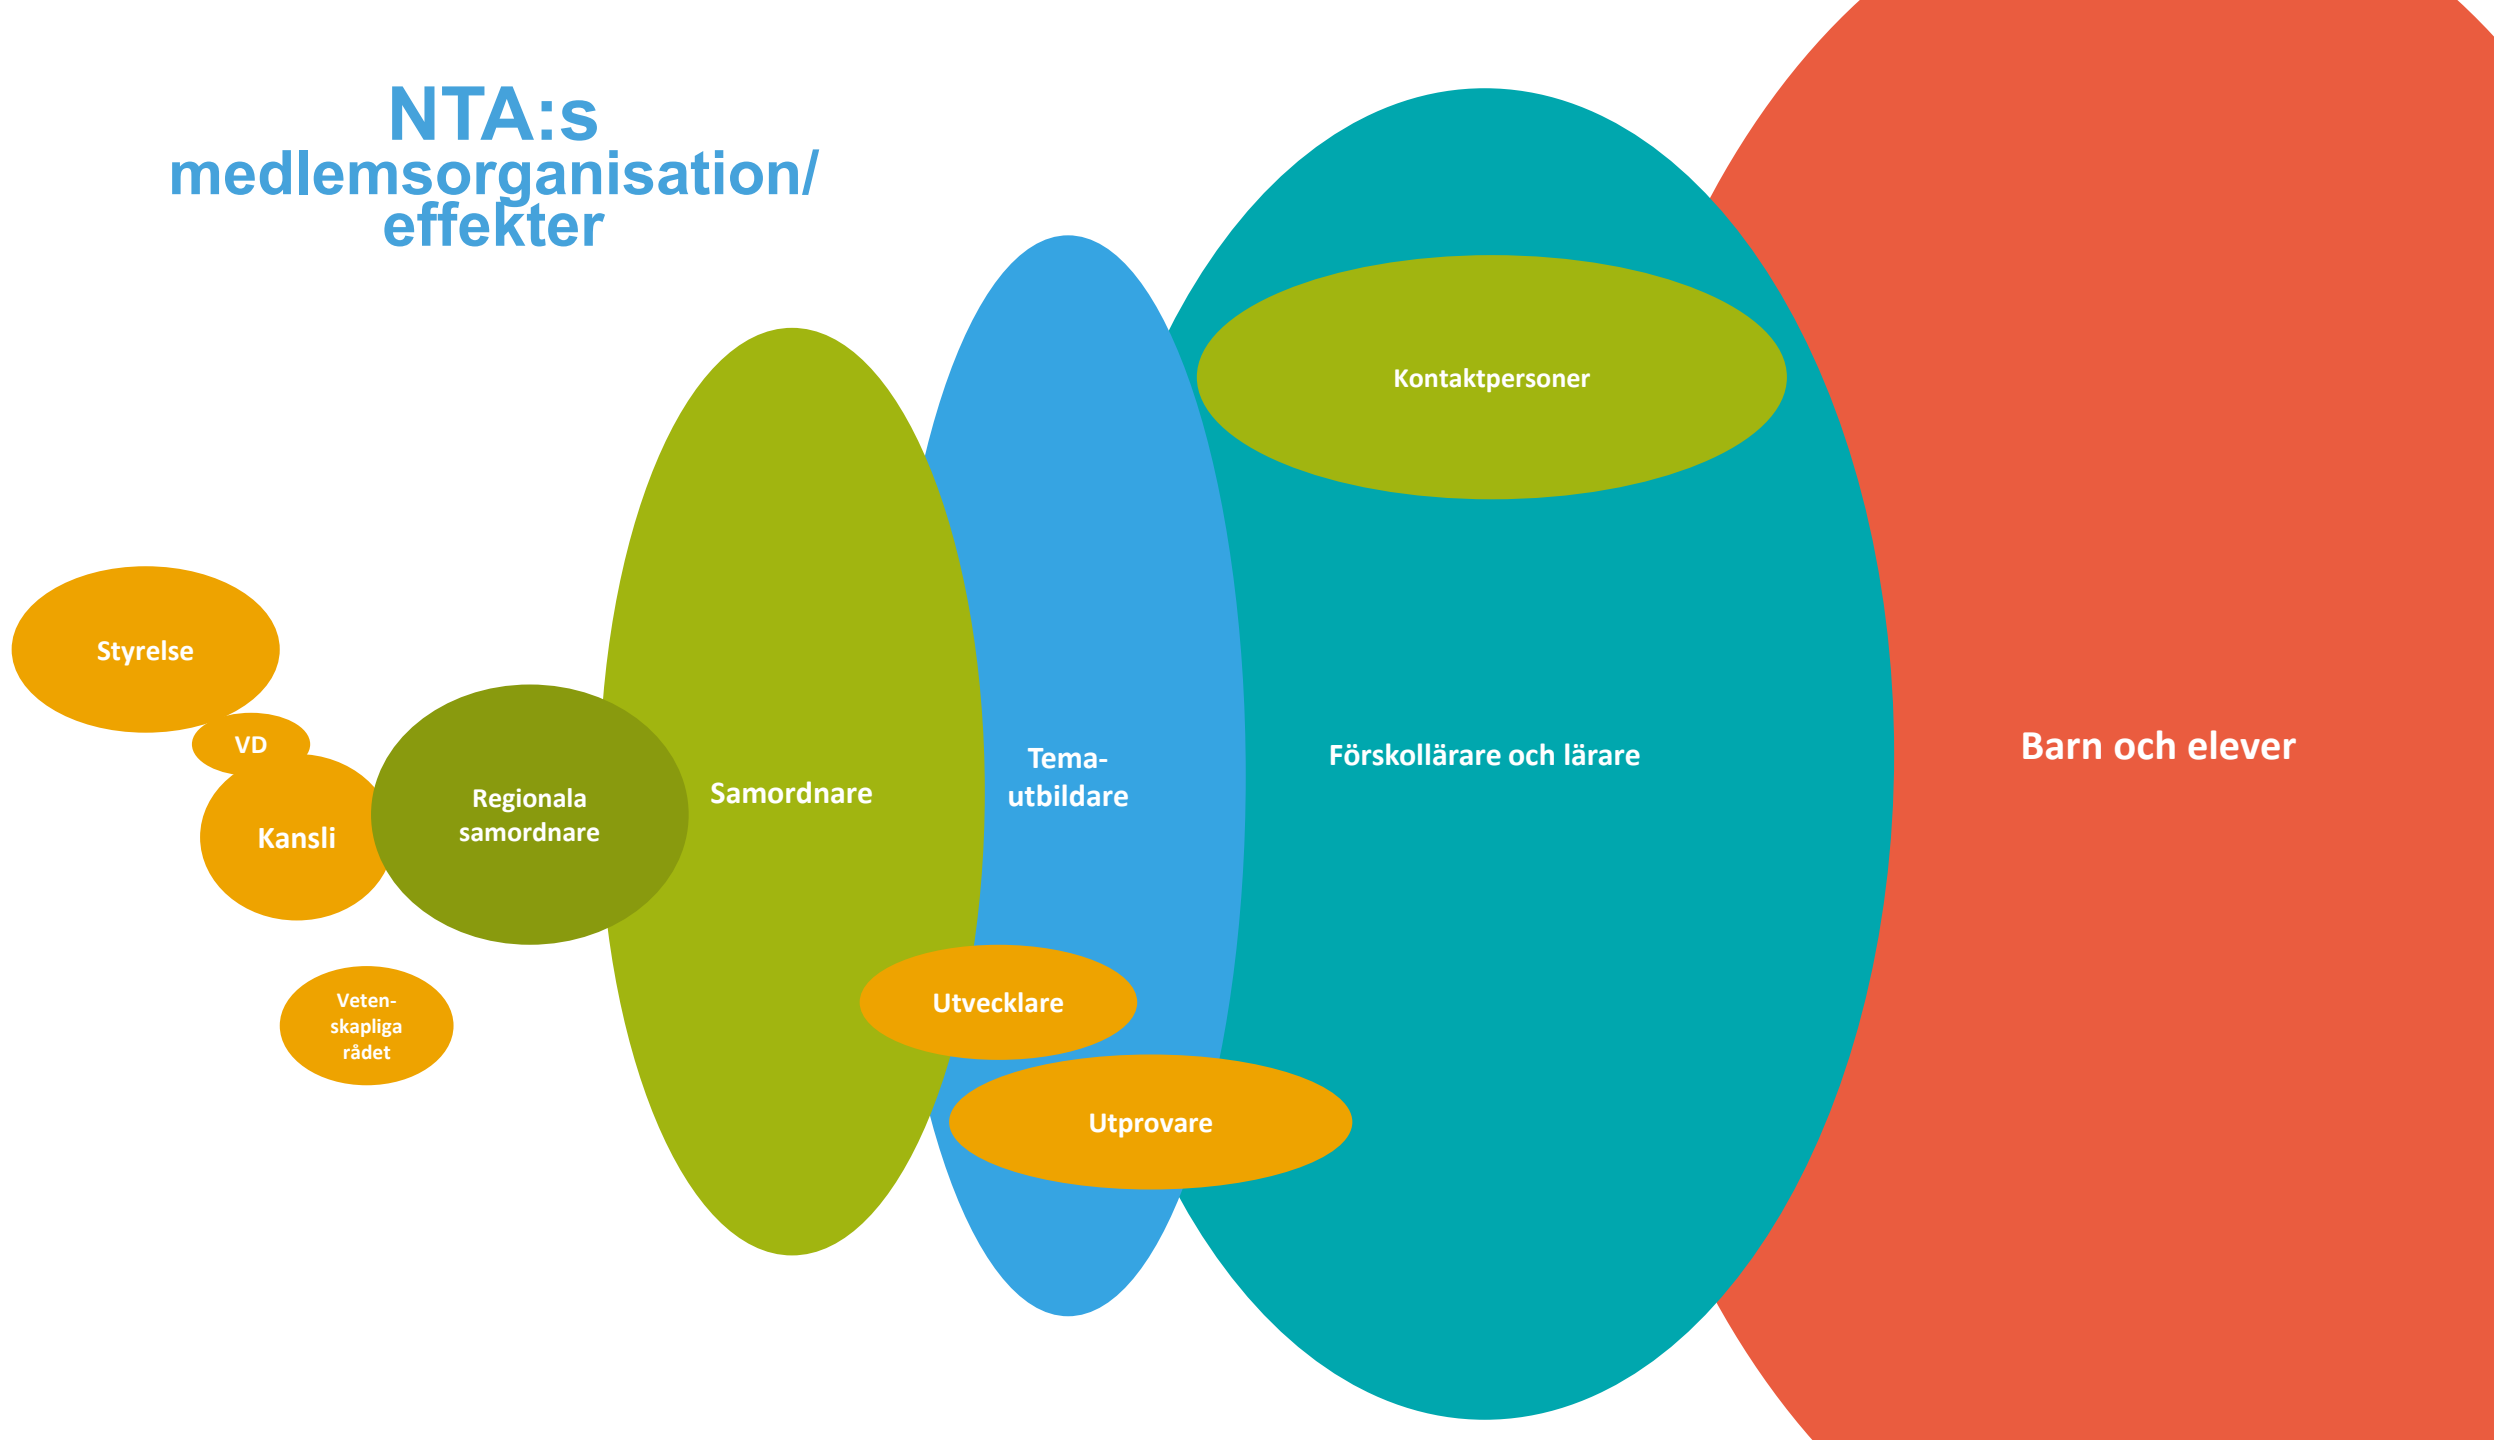 NTA:s
medlemsorganisation/
effekter
Kontaktpersoner
Styrelse
VD
Kansli
Regionala
samordnare
Samordnare
Tema-
utbildare
Förskollärare och lärare
Barn och elever
Veten-
skapliga
rådet
Utvecklare
Utprovare